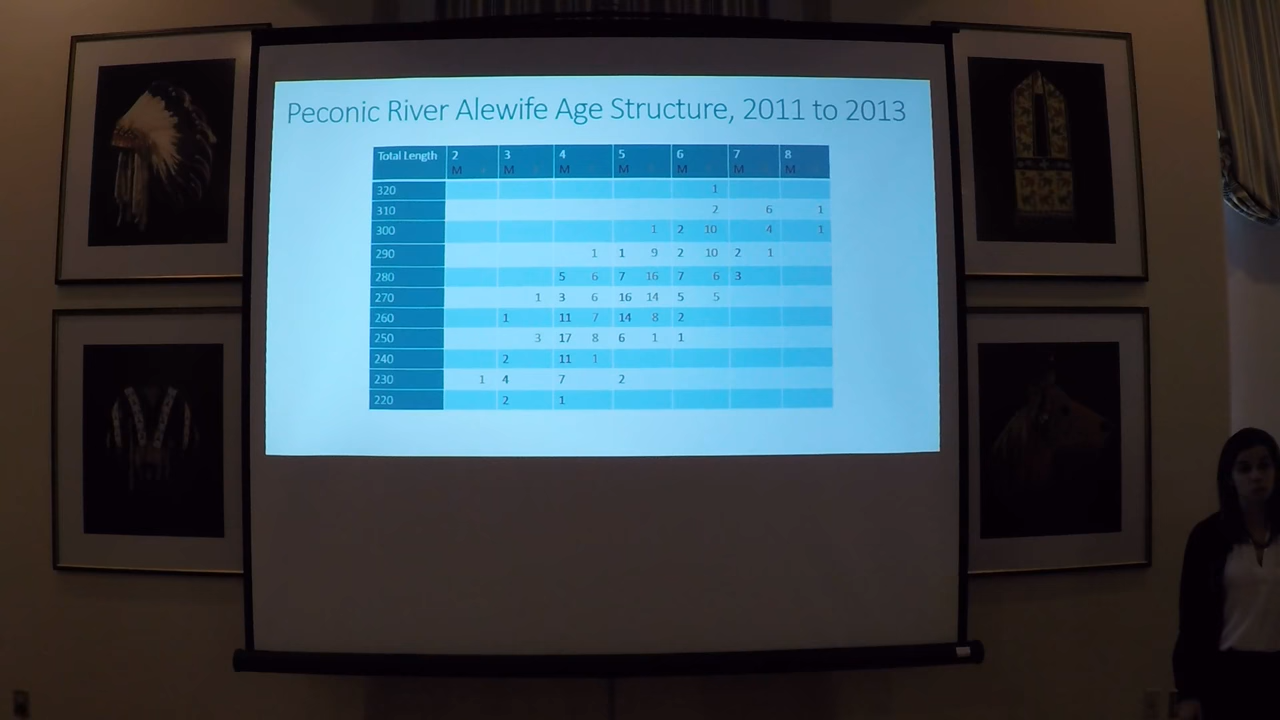 Peconic River Alewife Age Structure, 2011 to 2013
Total Length 2 3 4 5 6 7 8
M M M M M M M
320 1
310 2 6 1
300 1 2 10 4 1
290 1 1 9 2 10 2 1
280 5 6 7 16 7 6 3
270 1 3 6 16 14 5 5
260 1 11 7 14 8 2
250 3 17 8 6 1 1
240 2 11 1
230 1 4 7 2
220 2 1